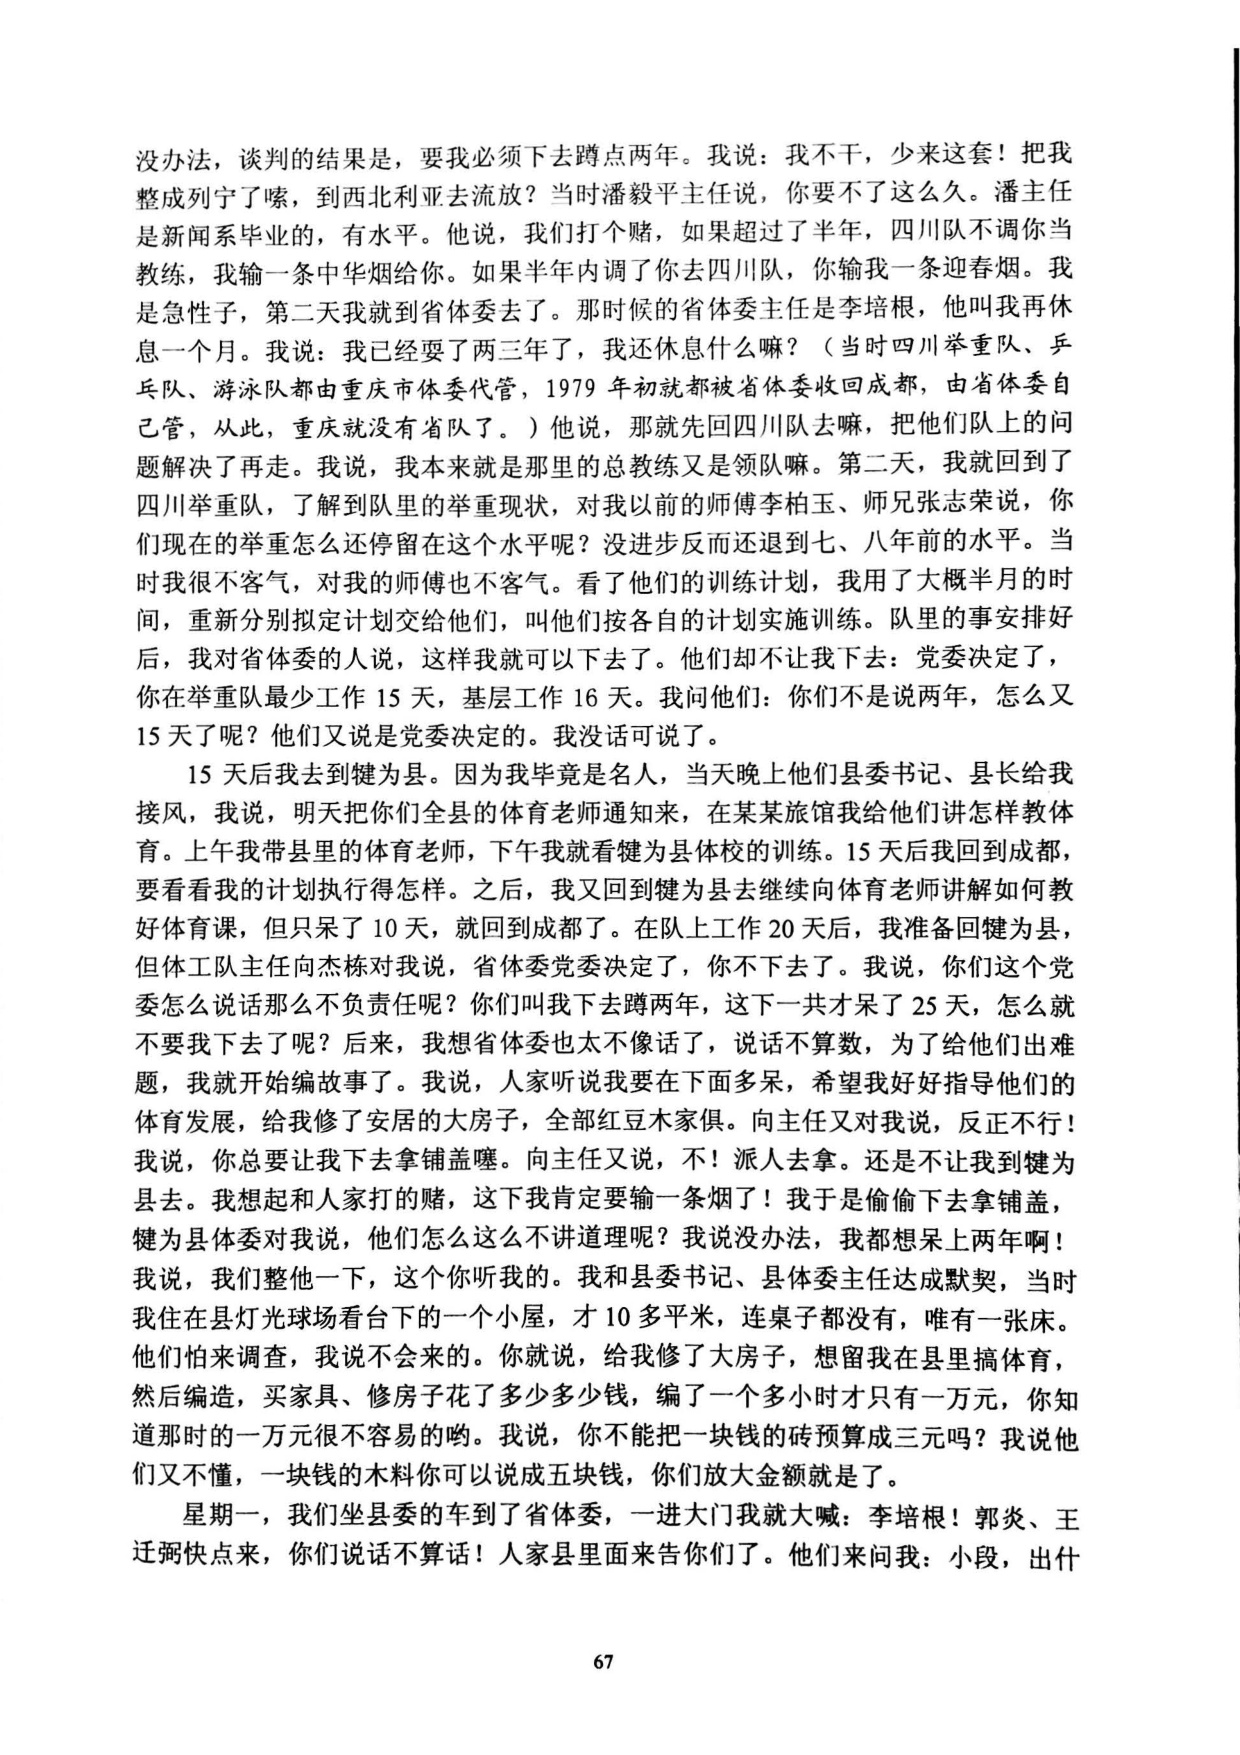 没办法，谈判的结果是，要我必须下去蹲点两年。我说：我不干，少来这套！把我
整成列宁了嗦，到西北利亚去流放？当时潘毅平主任说，你要不了这么久。潘主任
是新闻系毕业的，有水平。他说，我们打个赌，如果超过了半年，四川队不调你当
教练，我输一条中华烟给你。如果半年内调了你去四川队，你输我一条迎春烟。我
是急性子，第二天我就到省体委去了。那时候的省体委主任是李培根，他叫我再休
息一个月。我说：我已经耍了两三年了，我还休息什么嘛？（当时四川举重队、乒
乓队、游泳队都由重庆市体委代管，1979 年初就都被省体委收回成都，由省体委自
己管，从此，重庆就没有省队了。）他说，那就先回四川队去嘛，把他们队上的问
题解决了再走。我说，我本来就是那里的总教练又是领队嘛。第二天，我就回到了
四川举重队，了解到队里的举重现状，对我以前的师傅李柏玉、师兄张志荣说，你
们现在的举重怎么还停留在这个水平呢？没进步反而还退到七、八年前的水平。当
时我很不客气，对我的师傅也不客气。看了他们的训练计划，我用了大概半月的时
间，重新分别拟定计划交给他们，叫他们按各自的计划实施训练。队里的事安排好
后，我对省体委的人说，这样我就可以下去了。他们却不让我下去：党委决定了，
你在举重队最少工作 15 天，基层工作 16 天。我问他们：你们不是说两年，怎么又
15 天了呢？他们又说是党委决定的。我没话可说了。
15 天后我去到犍为县。因为我毕竟是名人，当天晚上他们县委书记、县长给我
接风，我说，明天把你们全县的体育老师通知来，在某某旅馆我给他们讲怎样教体
育。上午我带县里的体育老师，下午我就看犍为县体校的训练。15 天后我回到成都，
要看看我的计划执行得怎样。之后，我又回到犍为县去继续向体育老师讲解如何教
好体育课，但只呆了 10 天，就回到成都了。在队上工作 20 天后，我准备回犍为县，
但体工队主任向杰栋对我说，省体委党委决定了，你不下去了。我说，你们这个党
委怎么说话那么不负责任呢？你们叫我下去蹲两年，这下一共才呆了 25 天，怎么就
不要我下去了呢？后来，我想省体委也太不像话了，说话不算数，为了给他们出难
题，我就开始编故事了。我说，人家听说我要在下面多呆，希望我好好指导他们的
体育发展，给我修了安居的大房子，全部红豆木家俱。向主任又对我说，反正不行！
我说，你总要让我下去拿铺盖噻。向主任又说，不！派人去拿。还是不让我到犍为
县去。我想起和人家打的赌，这下我肯定要输一条烟了！我于是偷偷下去拿铺盖，
犍为县体委对我说，他们怎么这么不讲道理呢？我说没办法，我都想呆上两年啊！
我说，我们整他一下，这个你听我的。我和县委书记、县体委主任达成默契，当时
我住在县灯光球场看台下的一个小屋，才 10 多平米，连桌子都没有，唯有一张床。
他们怕来调查，我说不会来的。你就说，给我修了大房子，想留我在县里搞体育，
然后编造，买家具、修房子花了多少多少钱，编了一个多小时才只有一万元，你知
道那时的一万元很不容易的哟。我说，你不能把一块钱的砖预算成三元吗？我说他
们又不懂，一块钱的木料你可以说成五块钱，你们放大金额就是了。
星期一，我们坐县委的车到了省体委，一进大门我就大喊：李培根！郭炎、王
迁弼快点来，你们说话不算话！人家县里面来告你们了。他们来问我：小段，出什
67